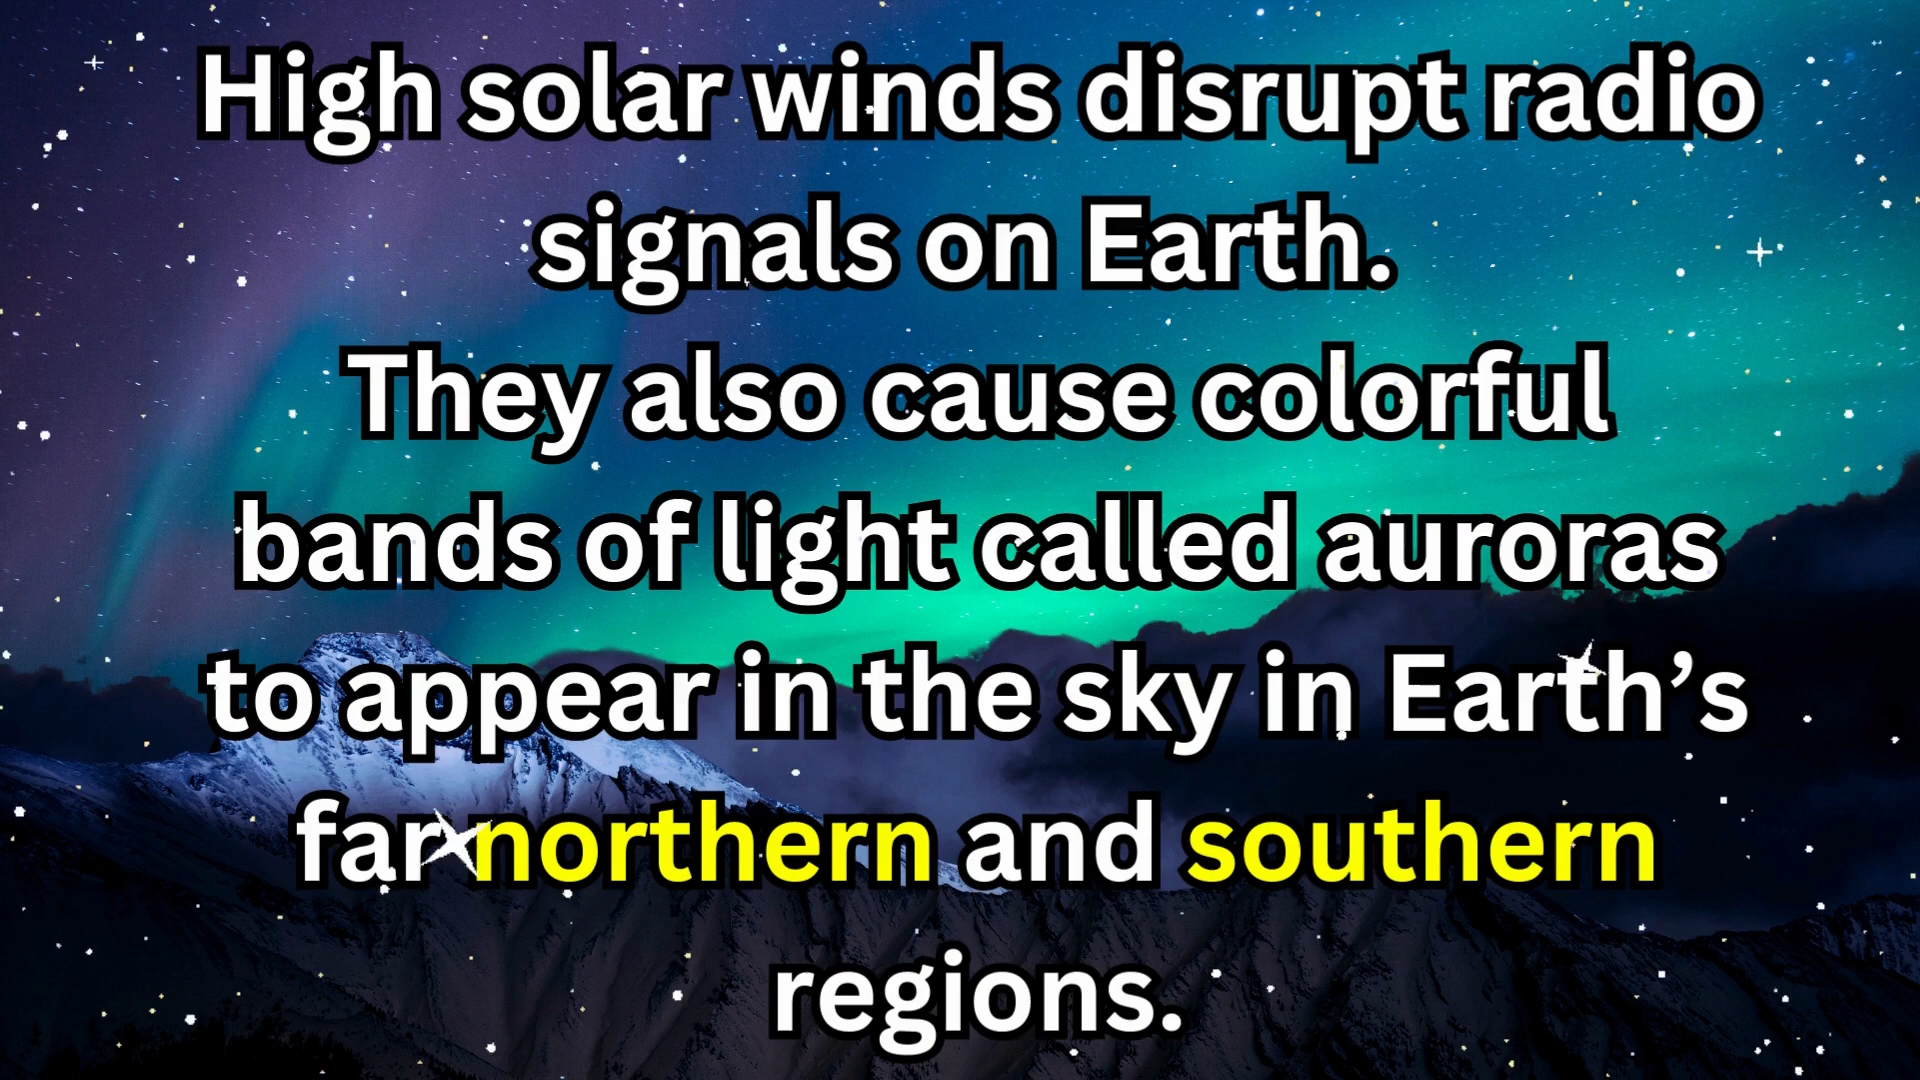 High solar winds disrupt radio
signals on Earth.
They also cause colorful
bands of light called auroras
to appear in the sky in Earth’s
far northern and southern
regions.